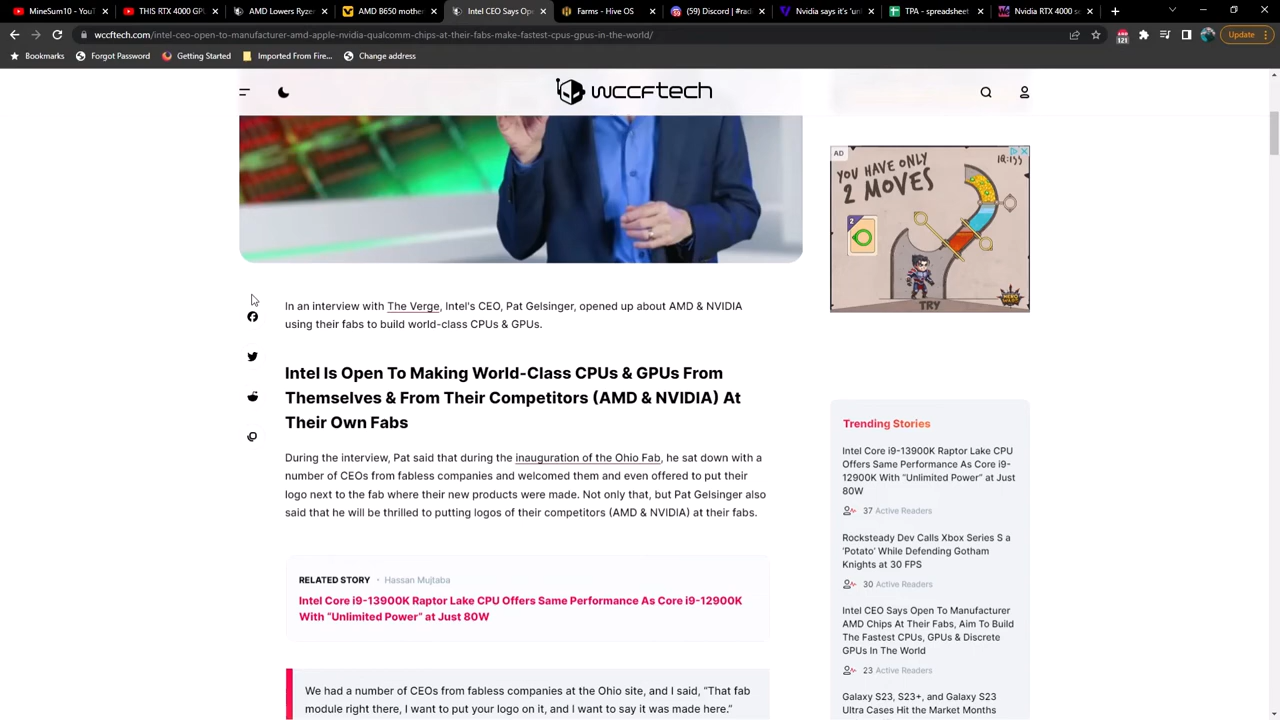 MineSum10 - You
THIS RTX 4000 GPU
AMD Lowers Ryzen
AMD B650 mother
Intel CEO Says Op
Farms - Hive OS
(59) Discord | #rad
Nvidia says it's 'unl
TPA - spreadsheet
Nvidia RTX 4000 se
wccftech.com/intel-ceo-open-to-manufacturer-amd-apple-nvidia-qualcomm-chips-at-their-fabs-make-fastest-cpus-gpus-in-the-world/
121
Update
Bookmarks
Forgot Password
Getting Started
Imported From Fire...
Change address
wccftech
AD
YOU HAVE ONLY
2 MOVES
2
TRY
HERO WARS
In an interview with The Verge, Intel's CEO, Pat Gelsinger, opened up about AMD & NVIDIA
using their fabs to build world-class CPUs & GPUs.
Intel Is Open To Making World-Class CPUs & GPUs From
Themselves & From Their Competitors (AMD & NVIDIA) At
Their Own Fabs
During the interview, Pat said that during the inauguration of the Ohio Fab, he sat down with a
number of CEOs from fabless companies and welcomed them and even offered to put their
logo next to the fab where their new products were made. Not only that, but Pat Gelsinger also
said that he will be thrilled to putting logos of their competitors (AMD & NVIDIA) at their fabs.
RELATED STORY • Hassan Mujtaba
Intel Core i9-13900K Raptor Lake CPU Offers Same Performance As Core i9-12900K
With “Unlimited Power” at Just 80W
We had a number of CEOs from fabless companies at the Ohio site, and I said, “That fab
module right there, I want to put your logo on it, and I want to say it was made here.”
Trending Stories
Intel Core i9-13900K Raptor Lake CPU
Offers Same Performance As Core i9-
12900K With “Unlimited Power” at Just
80W
37 Active Readers
Rocksteady Dev Calls Xbox Series S a
‘Potato’ While Defending Gotham
Knights at 30 FPS
30 Active Readers
Intel CEO Says Open To Manufacturer
AMD Chips At Their Fabs, Aim To Build
The Fastest CPUs, GPUs & Discrete
GPUs In The World
23 Active Readers
Galaxy S23, S23+, and Galaxy S23
Ultra Cases Hit the Market Months